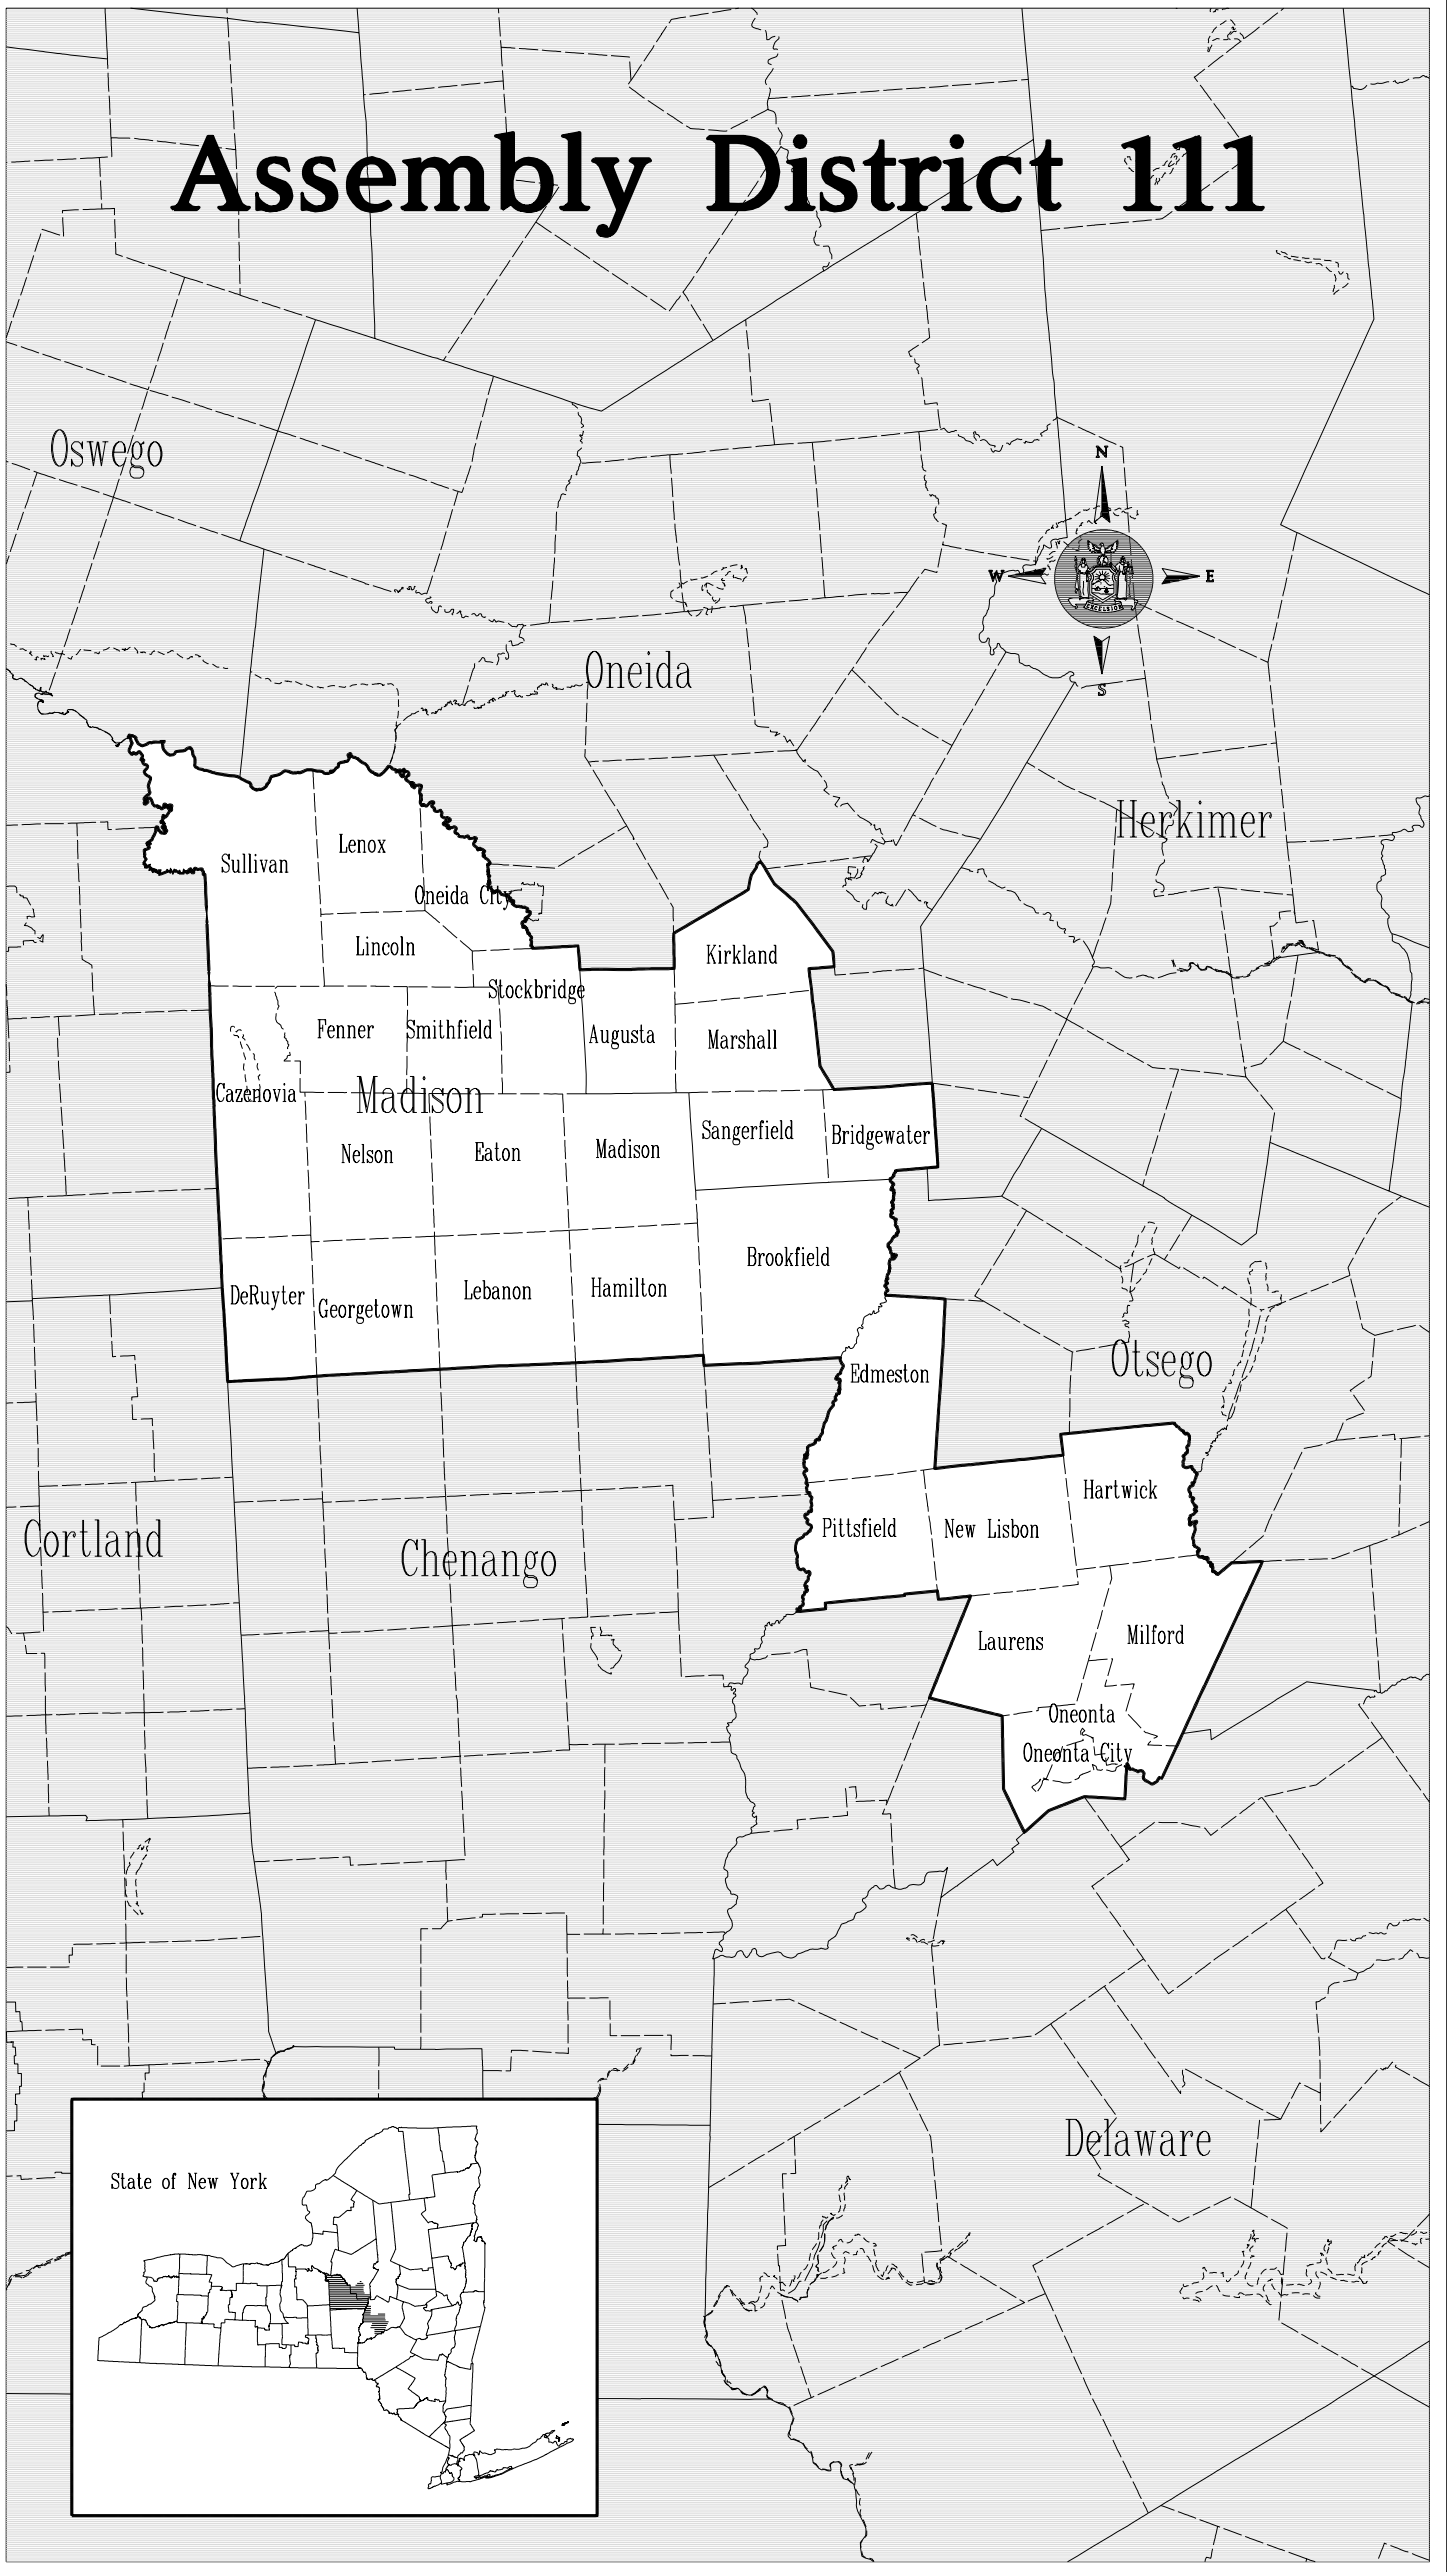 Assembly District 111
Oswego
N
W
E
S
Oneida
Herkimer
Lenox
Sullivan
Oneida City
Lincoln
Kirkland
Stockbridge
Fenner
Smithfield
Augusta
Marshall
Cazenovia
Madison
Sangerfield
Bridgewater
Nelson
Eaton
Madison
Brookfield
DeRuyter
Georgetown
Lebanon
Hamilton
Otsego
Edmeston
Hartwick
Cortland
Chenango
Pittsfield
New Lisbon
Laurens
Milford
Oneonta
Oneonta City
Delaware
State of New York